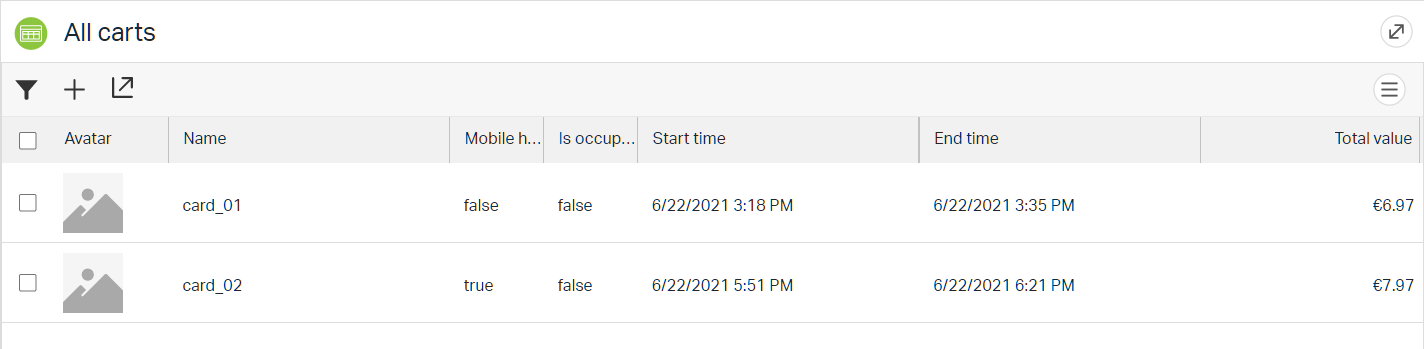 All carts
Avatar Name Mobile h... Is occup... Start time End time Total value
card_01 false false 6/22/2021 3:18 PM 6/22/2021 3:35 PM €6.97
card_02 true false 6/22/2021 5:51 PM 6/22/2021 6:21 PM €7.97